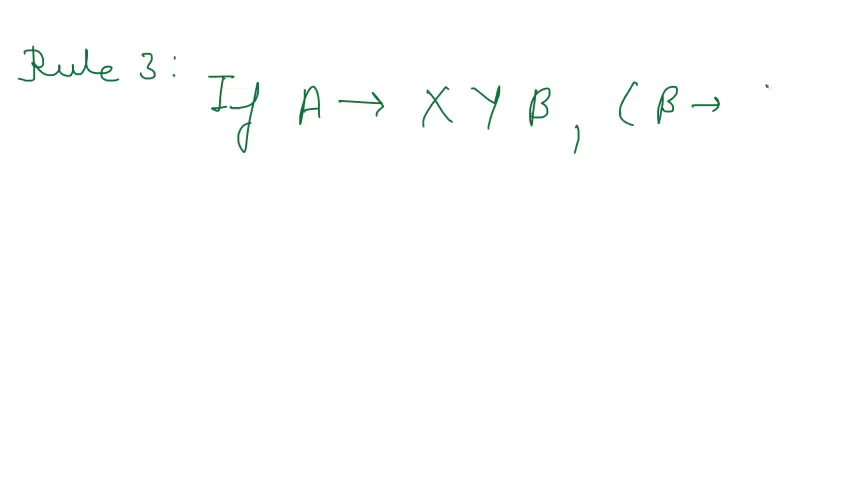 Rule 3: If A → X Y β, (β →